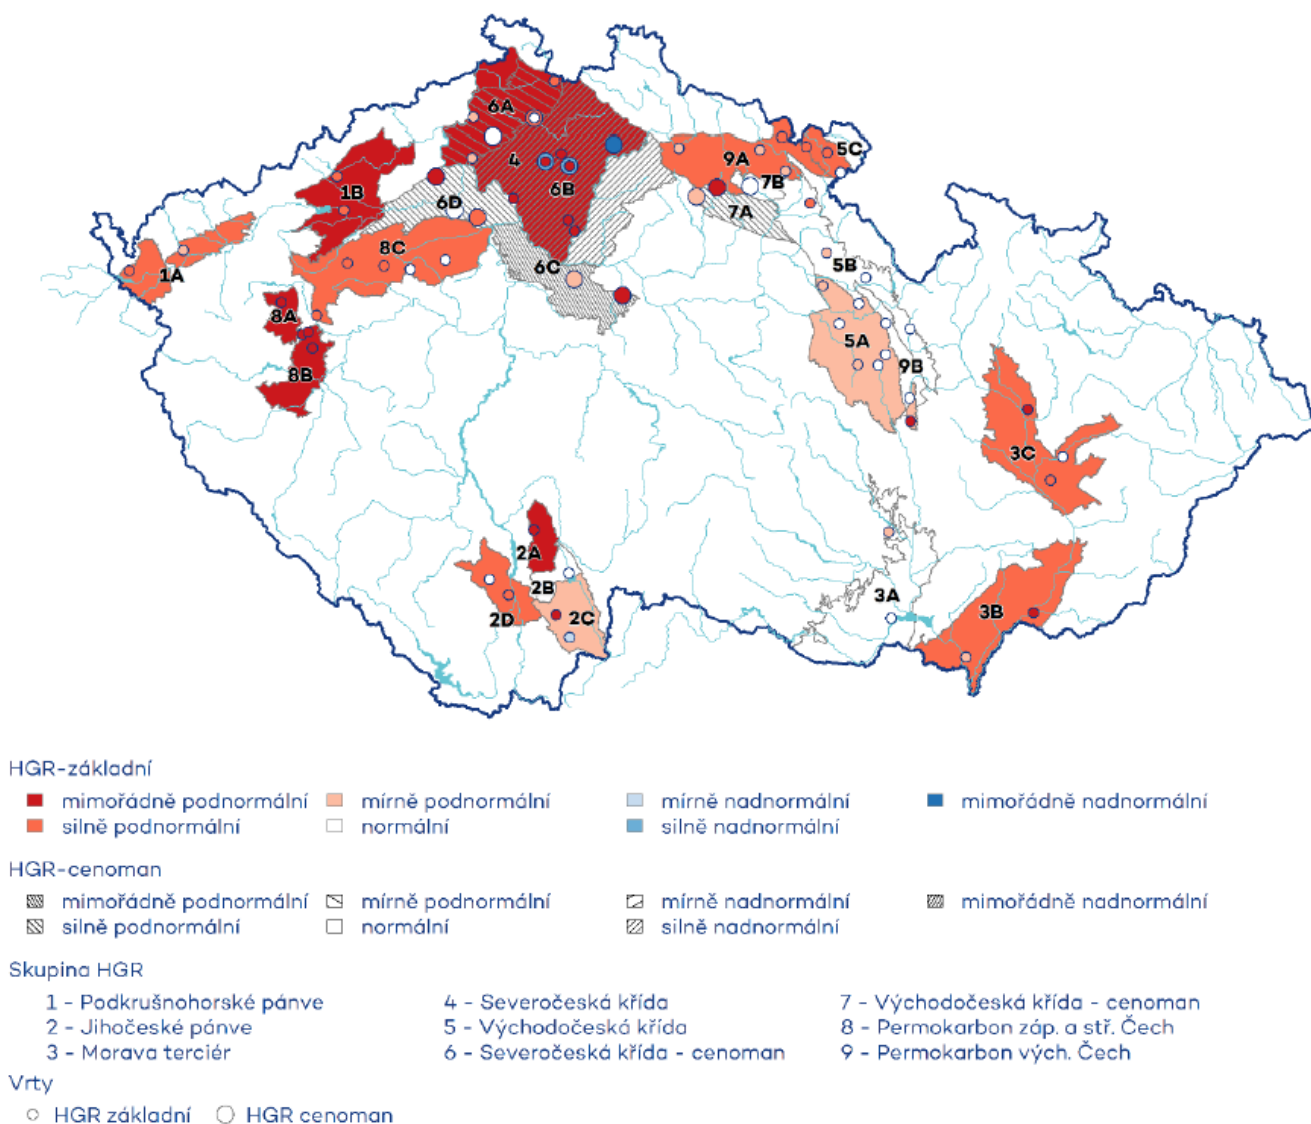 6A
4
6B
9A
5C
7B
1B
6D
7A
8C
1A
6C
5B
8A
5A
9B
8B
3C
2A
2B
3A
2D
2C
3B
HGR-základní
mimořádně podnormální mírně podnormální mírně nadnormální mimořádně nadnormální
silně podnormální normální silně nadnormální
HGR-cenoman
mimořádně podnormální mírně podnormální mírně nadnormální mimořádně nadnormální
silně podnormální normální silně nadnormální
Skupina HGR
1 - Podkrušnohorské pánve 4 - Severočeská křída 7 - Východočeská křída - cenoman
2 - Jihočeské pánve 5 - Východočeská křída 8 - Permokarbon záp. a stř. Čech
3 - Morava terciér 6 - Severočeská křída - cenoman 9 - Permokarbon vých. Čech
Vrty
HGR základní HGR cenoman